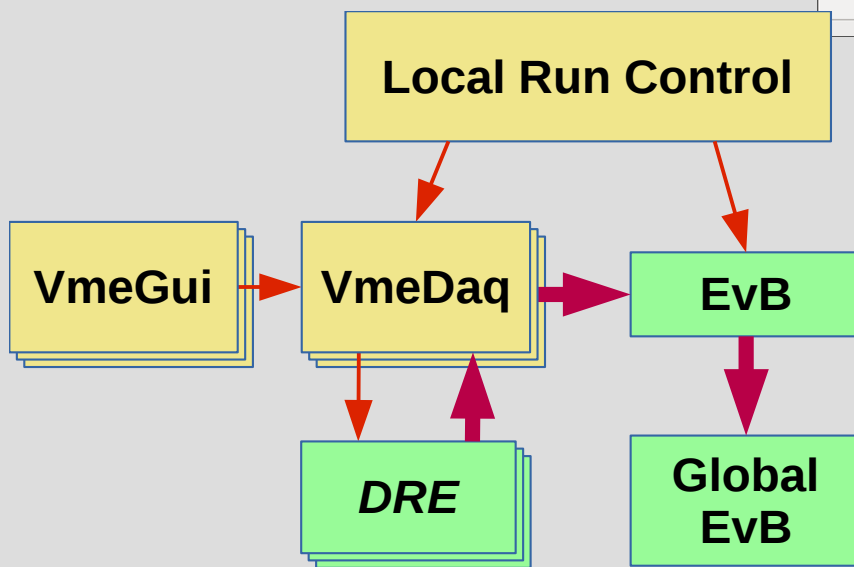 Local Run Control
VmeGui
VmeDaq
EvB
DRE
Global
EvB